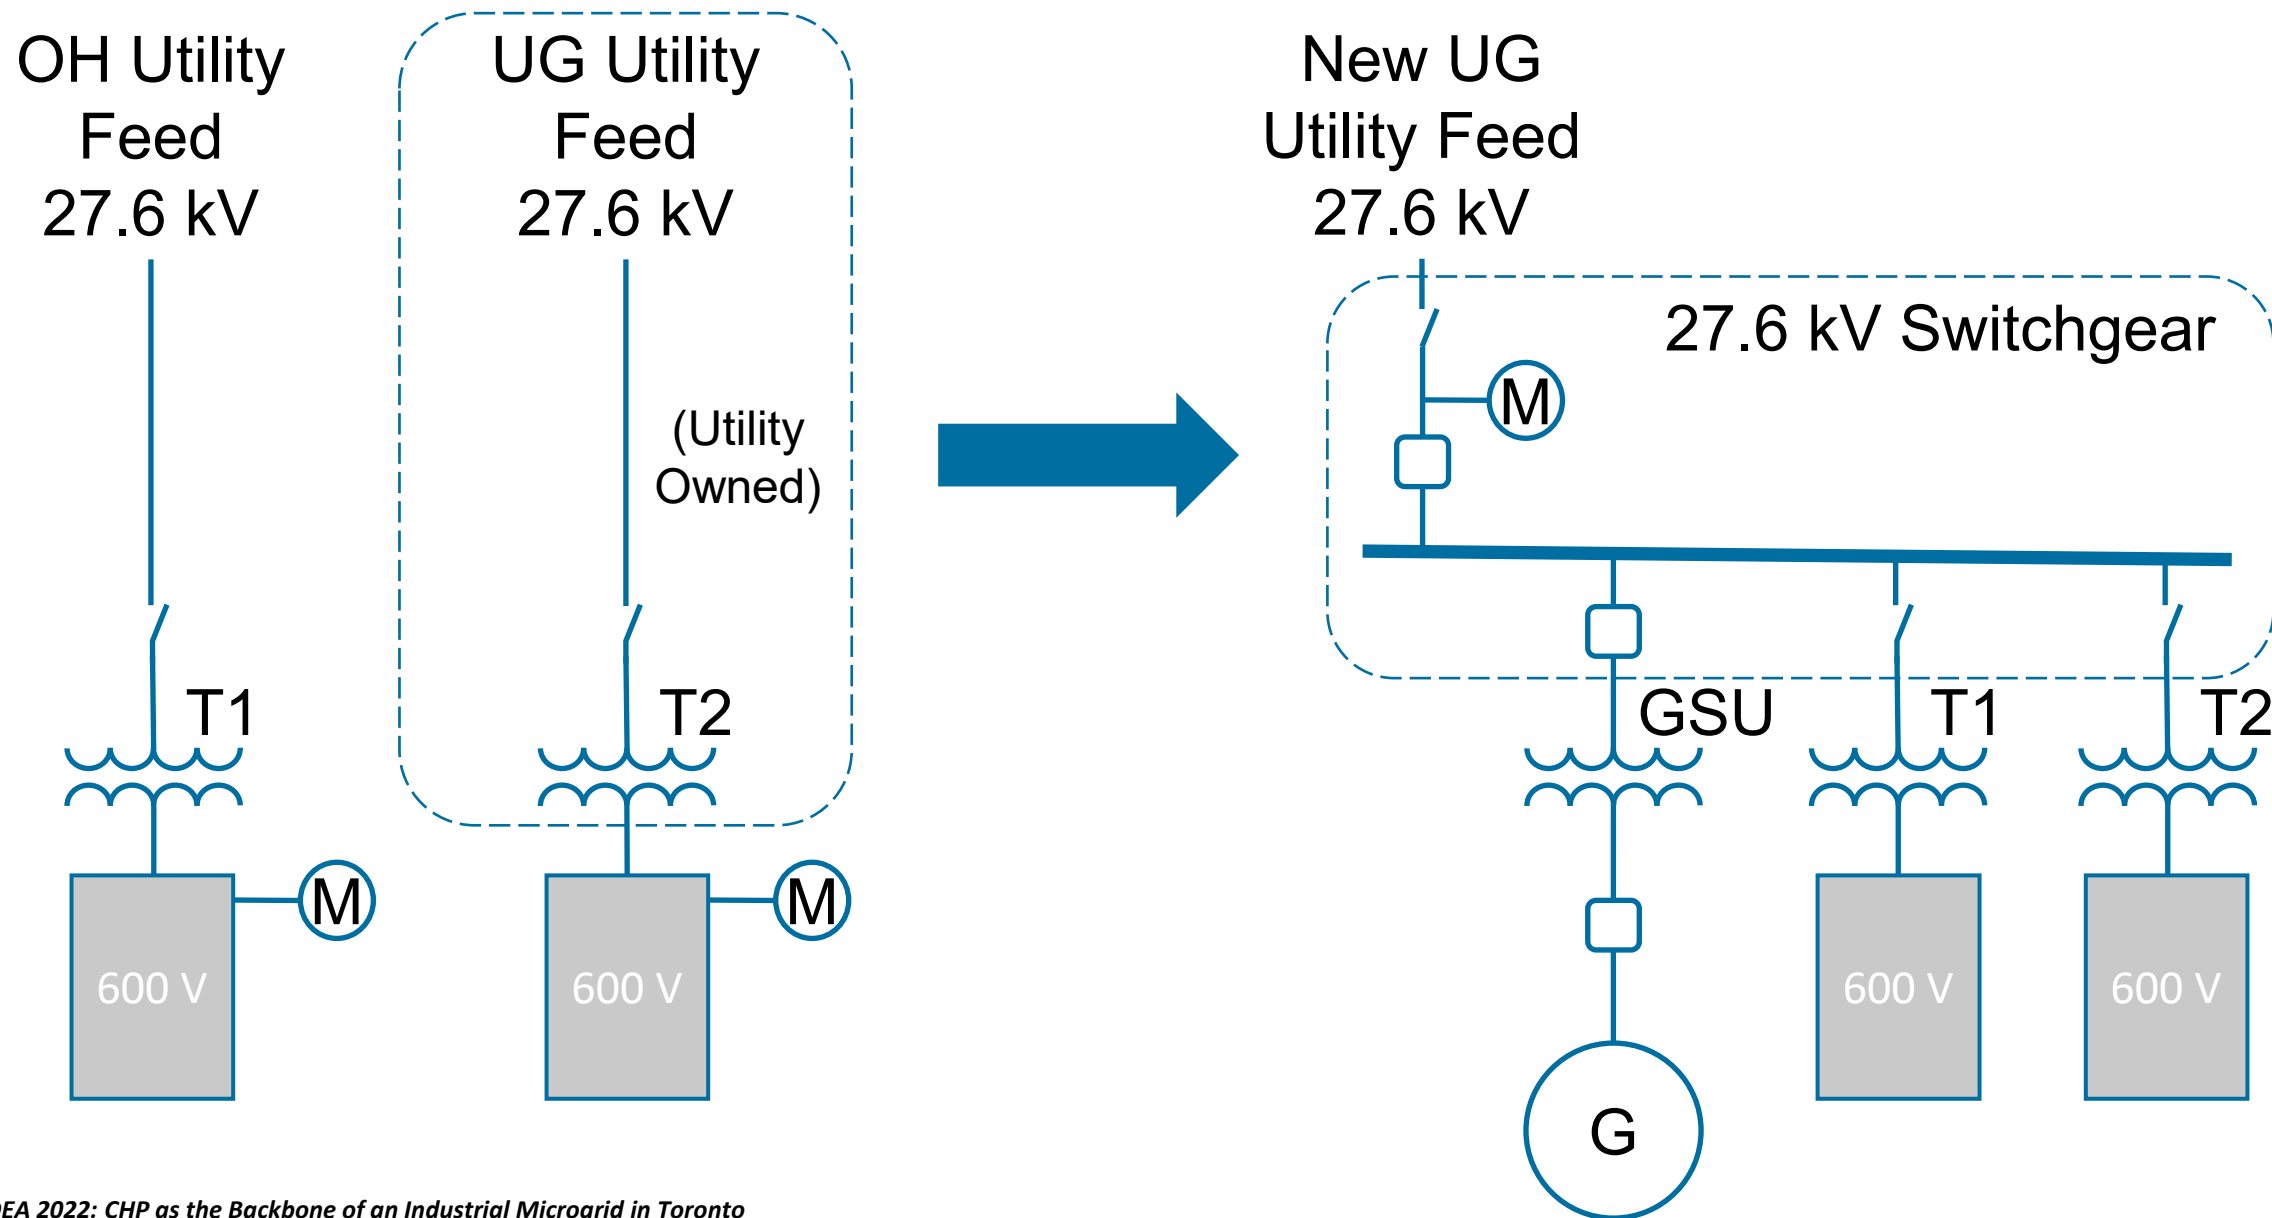 OH Utility
Feed
27.6 kV
UG Utility
Feed
27.6 kV
(Utility
Owned)
T1
T2
M
M
600 V
600 V
New UG
Utility Feed
27.6 kV
27.6 kV Switchgear
M
GSU
T1
T2
600 V
600 V
G
EA 2022: CHP as the Backbone of an Industrial Microgrid in Toronto